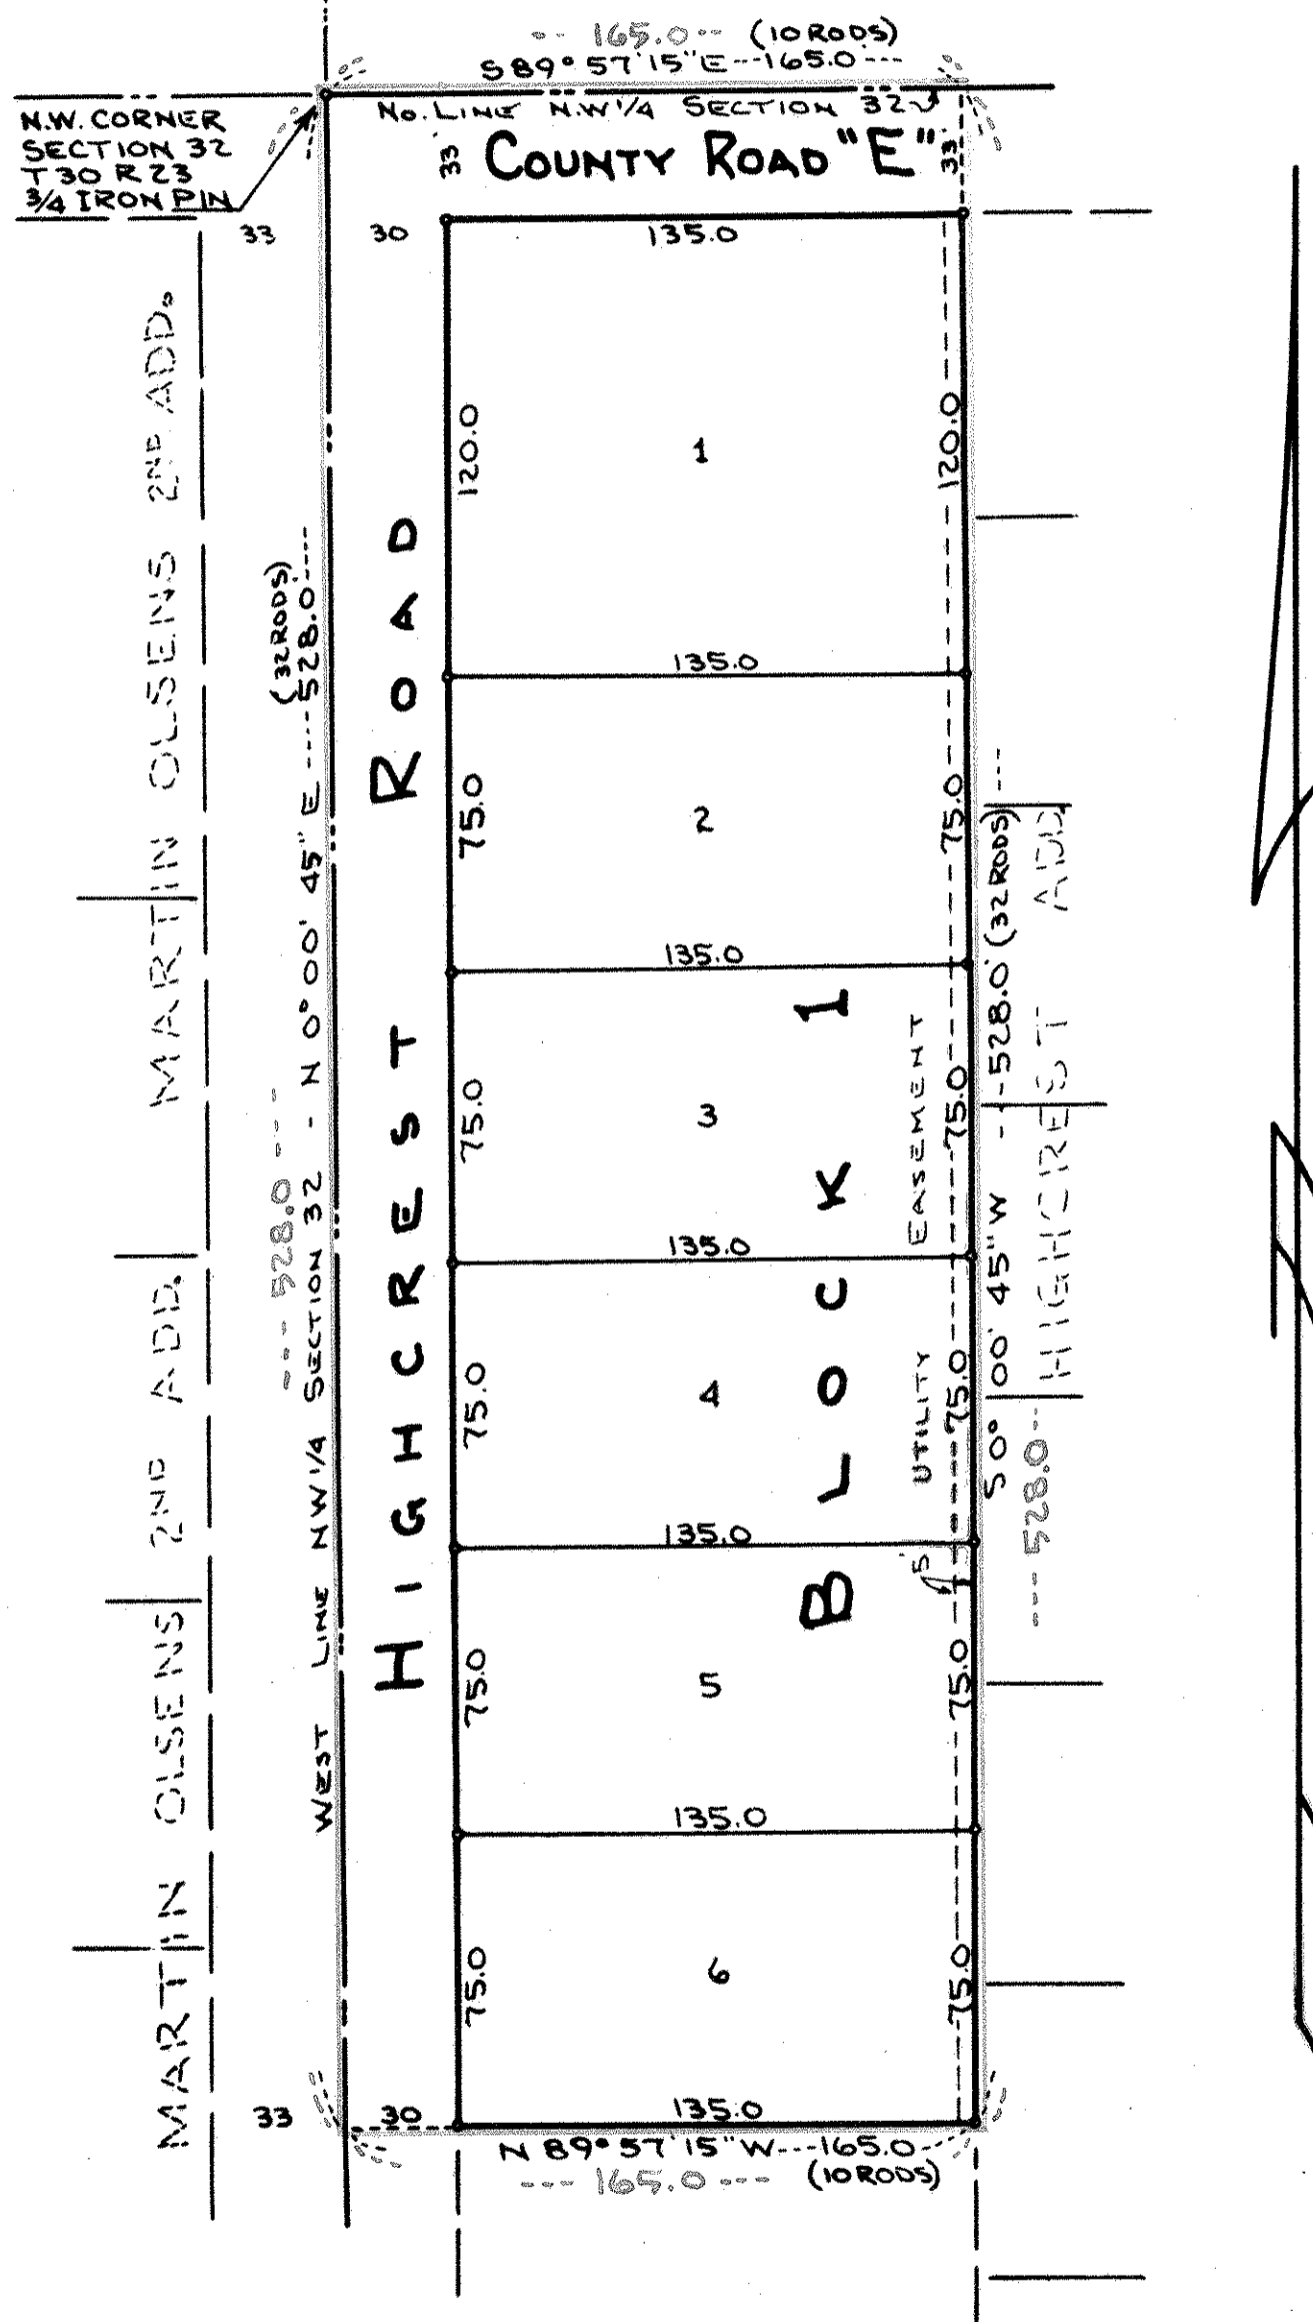 -- 165.0 -- (10 RODS)
S 89° 57' 15" E --- 165.0 ---
No. LINE N.W 1/4 SECTION 32
N.W. CORNER
SECTION 32
T 30 R 23
3/4 IRON PIN
33' COUNTY ROAD "E" 33'
33 30 135.0
MARTIN OLSENS 2ND ADD.
120.0 1 120.0
(32 RODS)
WEST LINE NW 1/4 SECTION 32 - N 0° 00' 45" E ---- 528.0 ----
--- 528.0 ---
HIGHCREST ROAD
135.0
75.0 2 75.0
135.0
75.0 3 75.0
135.0
75.0 4 75.0
135.0
75.0 5 75.0
135.0
75.0 6 75.0
135.0
BLOCK 1
UTILITY EASEMENT
5'
S 0° 00' 45" W --- 528.0' (32 RODS) ---
HIGHCREST ADD
--- 528.0 --
MARTIN OLSENS 2ND ADD.
33 30
N 89° 57' 15" W --- 165.0 --
--- 165.0 --- (10 RODS)